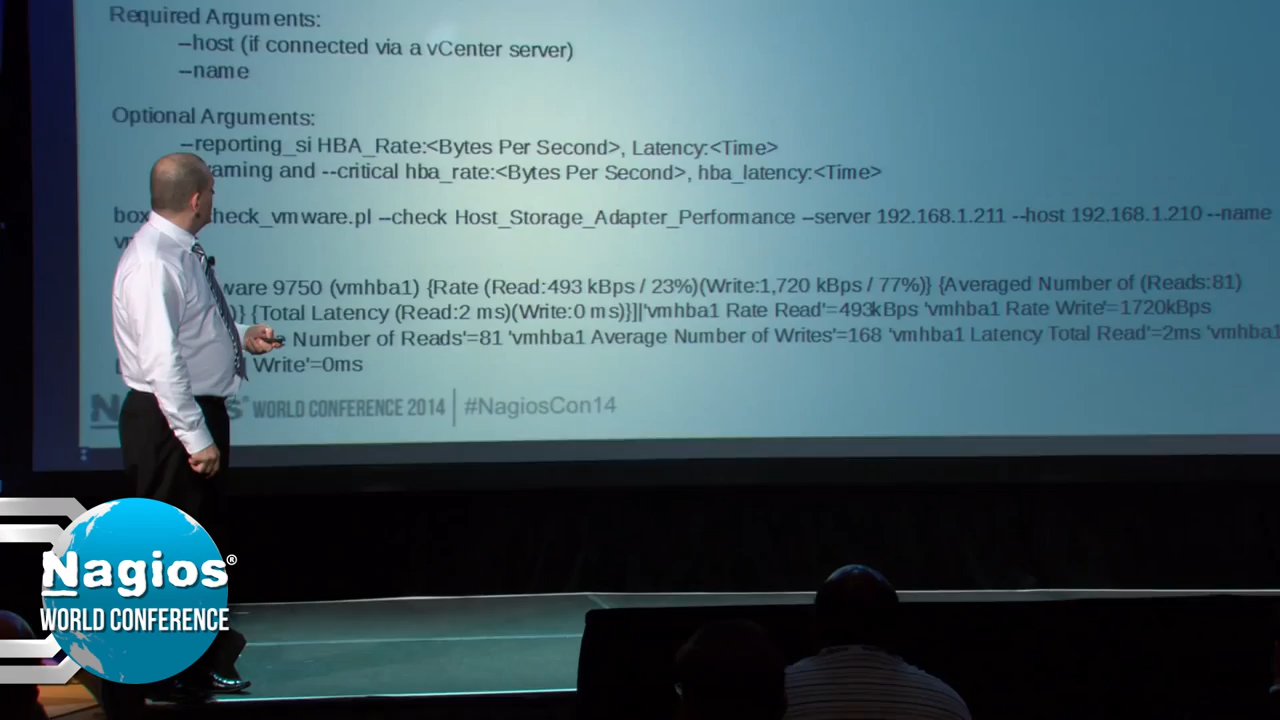 Required Arguments:
--host (if connected via a vCenter server)
--name
Optional Arguments:
--reporting_si HBA_Rate:<Bytes Per Second>, Latency:<Time>
and --critical hba_rate:<Bytes Per Second>, hba_latency:<Time>
check_vmware.pl --check Host_Storage_Adapter_Performance --server 192.168.1.211 --host 192.168.1.210 --name
9750 (vmhba1) {Rate (Read:493 kBps / 23%)(Write:1,720 kBps / 77%)} {Averaged Number of (Reads:81)
{Total Latency (Read:2 ms)(Write:0 ms)}]|'vmhba1 Rate Read'=493kBps 'vmhba1 Rate Write'=1720kBps
Number of Reads'=81 'vmhba1 Average Number of Writes'=168 'vmhba1 Latency Total Read'=2ms 'vmhba1
Write'=0ms
WORLD CONFERENCE 2014 | #NagiosCon14
Nagios®
WORLD CONFERENCE